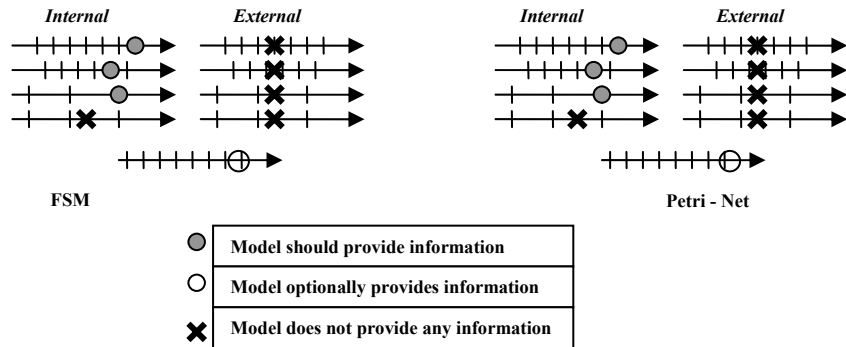 Internal External Internal External
FSM Petri - Net
Model should provide information
Model optionally provides information
Model does not provide any information